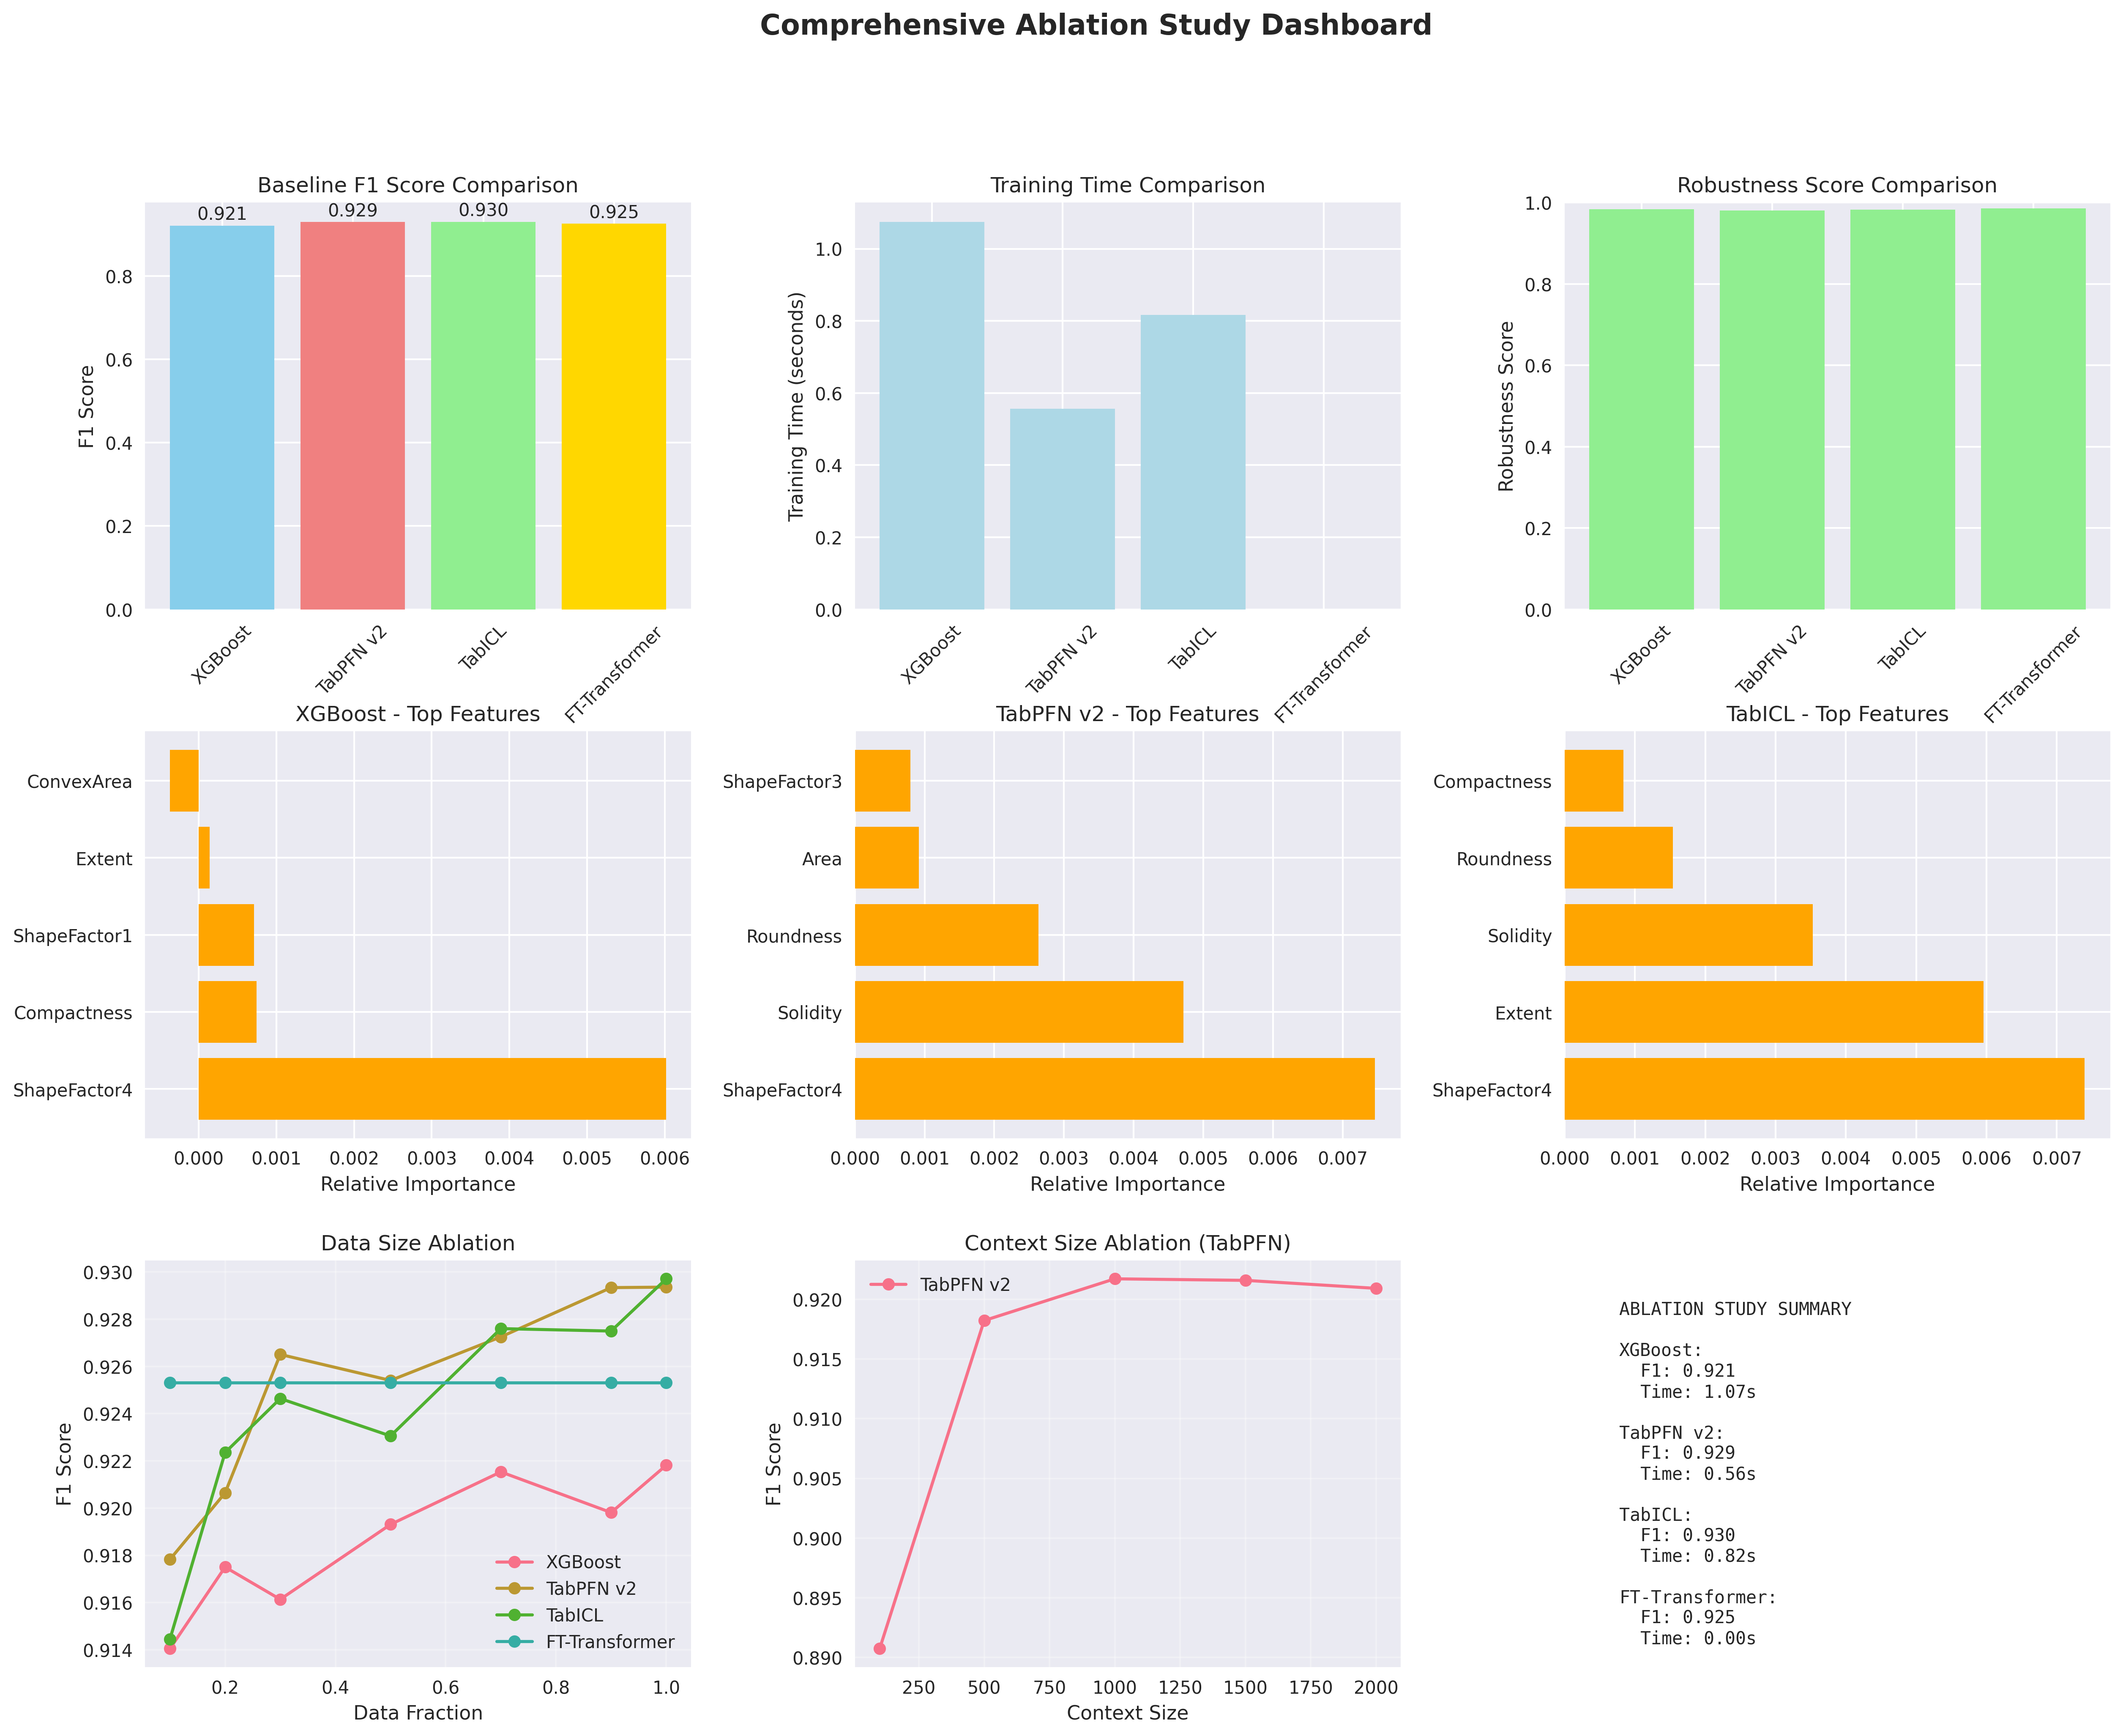 Comprehensive Ablation Study Dashboard
Baseline F1 Score Comparison
0.921
0.929
0.930
0.925
F1 Score
0.8
0.6
0.4
0.2
0.0
XGBoost
TabPFN v2
TabICL
FT-Transformer
Training Time Comparison
Training Time (seconds)
1.0
0.8
0.6
0.4
0.2
0.0
XGBoost
TabPFN v2
TabICL
FT-Transformer
Robustness Score Comparison
Robustness Score
1.0
0.8
0.6
0.4
0.2
0.0
XGBoost
TabPFN v2
TabICL
FT-Transformer
XGBoost - Top Features
ConvexArea
Extent
ShapeFactor1
Compactness
ShapeFactor4
0.000 0.001 0.002 0.003 0.004 0.005 0.006
Relative Importance
TabPFN v2 - Top Features
ShapeFactor3
Area
Roundness
Solidity
ShapeFactor4
0.000 0.001 0.002 0.003 0.004 0.005 0.006 0.007
Relative Importance
TabICL - Top Features
Compactness
Roundness
Solidity
Extent
ShapeFactor4
0.000 0.001 0.002 0.003 0.004 0.005 0.006 0.007
Relative Importance
Data Size Ablation
F1 Score
0.930
0.928
0.926
0.924
0.922
0.920
0.918
0.916
0.914
XGBoost
TabPFN v2
TabICL
FT-Transformer
0.2 0.4 0.6 0.8 1.0
Data Fraction
Context Size Ablation (TabPFN)
TabPFN v2
F1 Score
0.920
0.915
0.910
0.905
0.900
0.895
0.890
250 500 750 1000 1250 1500 1750 2000
Context Size
ABLATION STUDY SUMMARY
XGBoost:
F1: 0.921
Time: 1.07s
TabPFN v2:
F1: 0.929
Time: 0.56s
TabICL:
F1: 0.930
Time: 0.82s
FT-Transformer:
F1: 0.925
Time: 0.00s